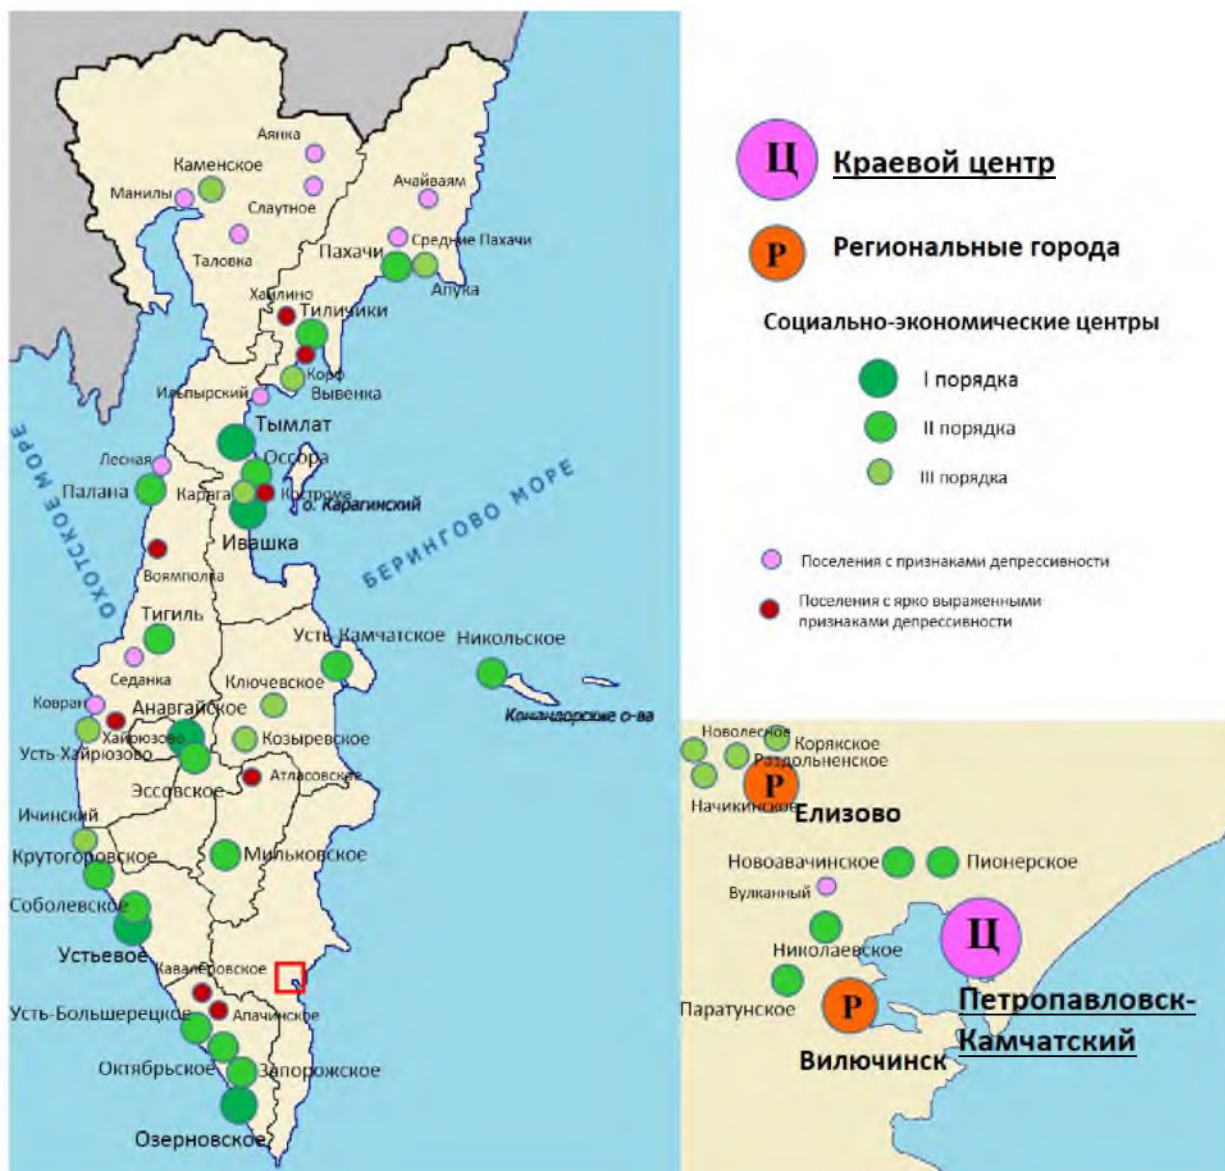 Аянка
Каменское
Манилы
Слаутное
Ачайваям
Таловка
Средние Пахачи
Пахачи
Апука
Хаилино
Тиличики
Корф
Ильпырский
Вывенка
Тымлат
Лесная
Оссора
Палана
Карага
Кострома
о. Карагинский
Ивашка
ОХОТСКОЕ МОРЕ
БЕРИНГОВО МОРЕ
Воямполка
Тигиль
Седанка
Усть-Камчатское
Никольское
Ключевское
Ковран
Анавгайское
Командорские о-ва
Хайрюзово
Козыревское
Усть-Хайрюзово
Эссовское
Атласовское
Ичинский
Крутогоровское
Мильковское
Соболевское
Устьевое
Кавалеровское
Усть-Большерецкое
Апачинское
Октябрьское
Запорожское
Озерновское
Ц
Краевой центр
Р
Региональные города
Социально-экономические центры
I порядка
II порядка
III порядка
Поселения с признаками депрессивности
Поселения с ярко выраженными
признаками депрессивности
Новолесное
Корякское
Раздольненское
Начикинское
Р
Елизово
Новоавачинское
Пионерское
Вулканный
Ц
Николаевское
Паратунское
Р
Петропавловск-
Камчатский
Вилючинск